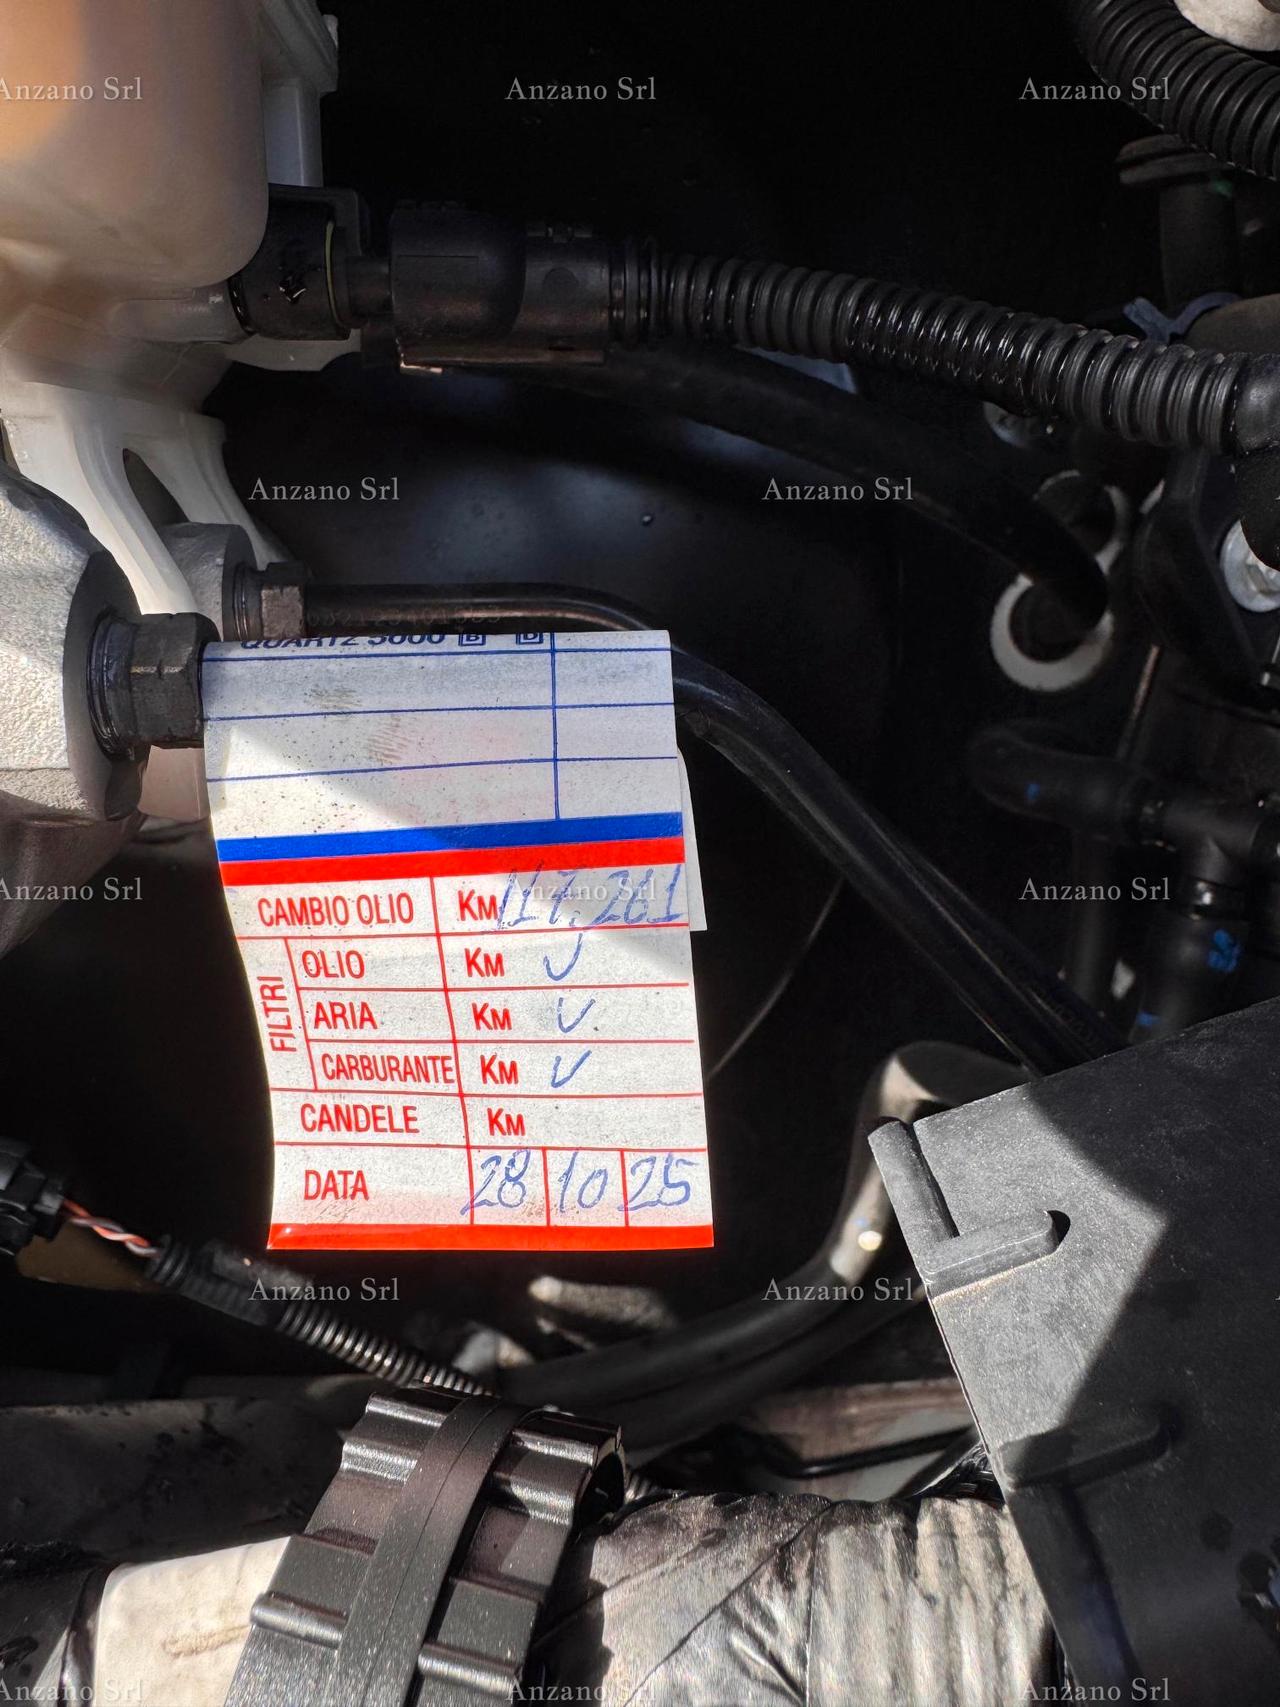 Anzano Srl Anzano Srl Anzano Srl
Anzano Srl Anzano Srl
QUARTZ 5000 B D
CAMBIO OLIO KM 117.261
FILTRI
OLIO KM V
ARIA KM V
CARBURANTE KM V
CANDELE KM
DATA 28 10 25
Anzano Srl Anzano Srl
Anzano Srl Anzano Srl
Anzano Srl Anzano Srl Anzano Srl